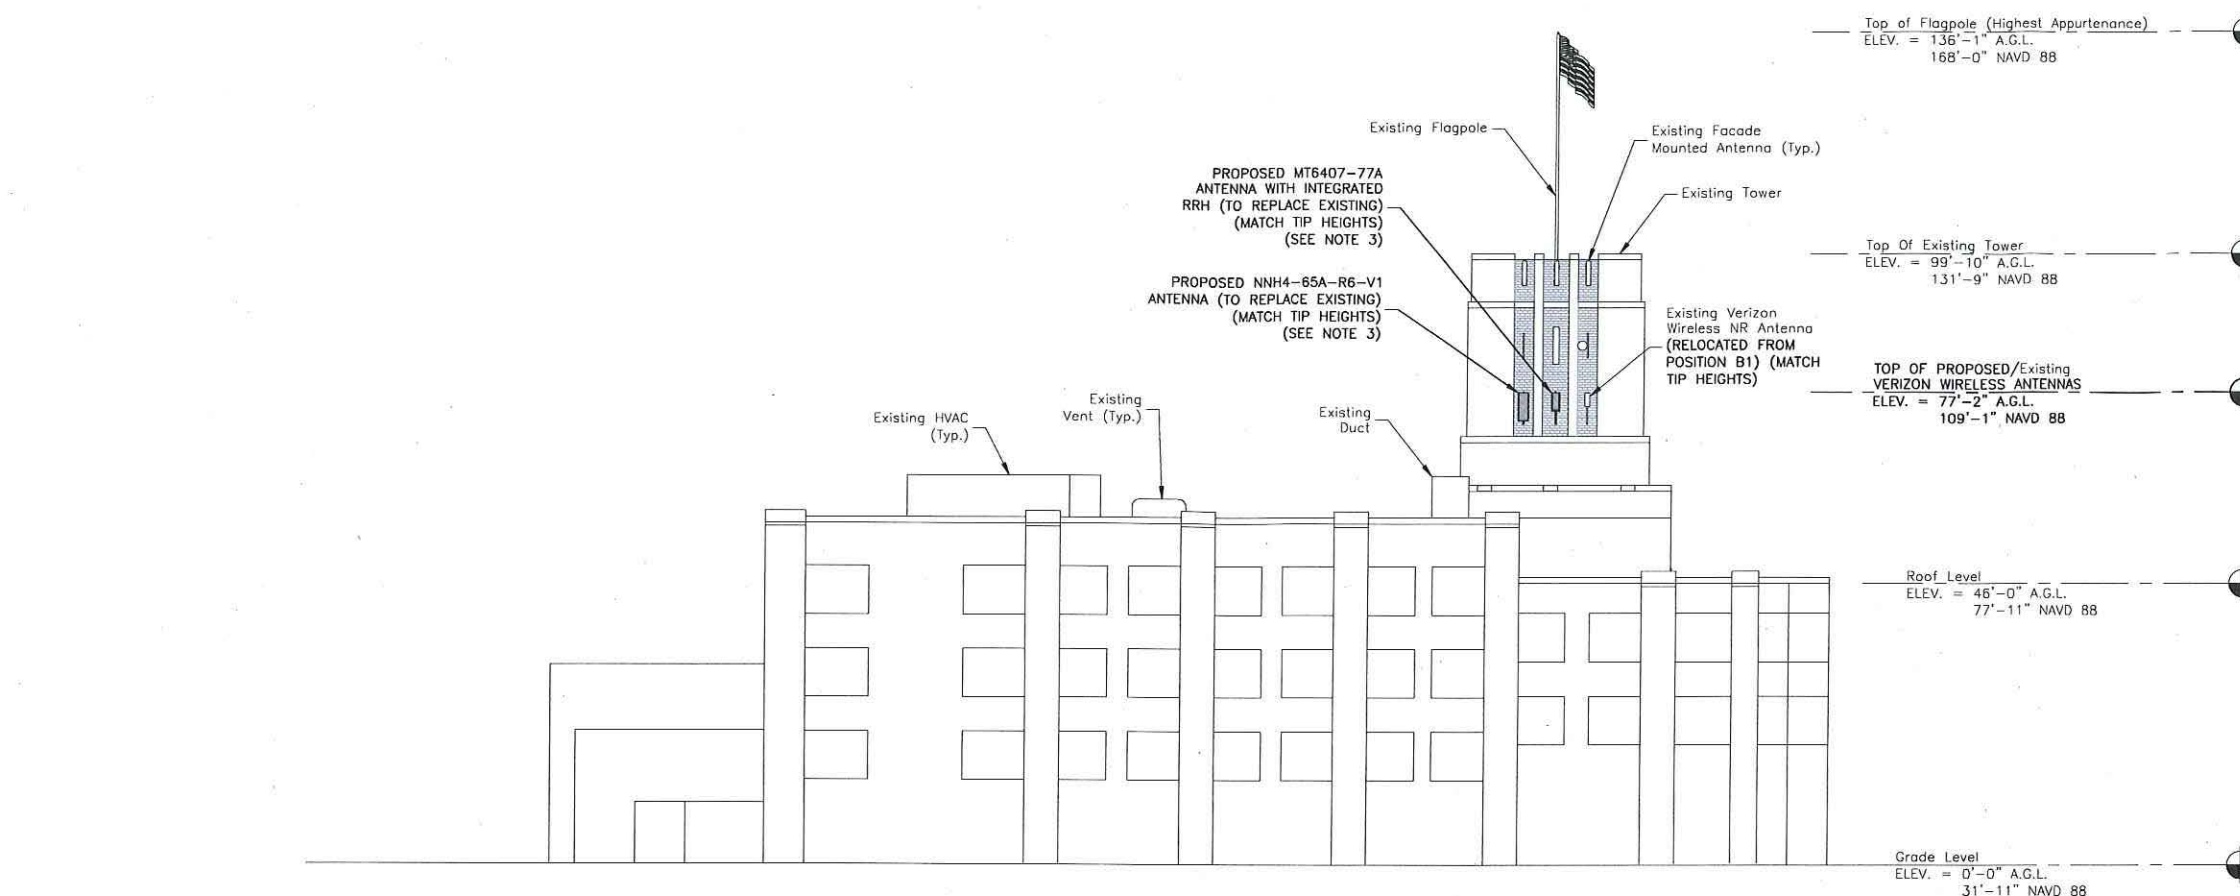 Top of Flagpole (Highest Appurtenance)
ELEV. = 136'-1" A.G.L.
168'-0" NAVD 88
Existing Flagpole
Existing Facade
Mounted Antenna (Typ.)
PROPOSED MT6407-77A
ANTENNA WITH INTEGRATED
RRH (TO REPLACE EXISTING)
(MATCH TIP HEIGHTS)
(SEE NOTE 3)
Existing Tower
Top Of Existing Tower
ELEV. = 99'-10" A.G.L.
131'-9" NAVD 88
PROPOSED NNH4-65A-R6-V1
ANTENNA (TO REPLACE EXISTING)
(MATCH TIP HEIGHTS)
(SEE NOTE 3)
Existing Verizon
Wireless NR Antenna
(RELOCATED FROM
POSITION B1) (MATCH
TIP HEIGHTS)
TOP OF PROPOSED/Existing
VERIZON WIRELESS ANTENNAS
ELEV. = 77'-2" A.G.L.
109'-1" NAVD 88
Existing HVAC
(Typ.)
Existing
Vent (Typ.)
Existing
Duct
Roof Level
ELEV. = 46'-0" A.G.L.
77'-11" NAVD 88
Grade Level
ELEV. = 0'-0" A.G.L.
31'-11" NAVD 88